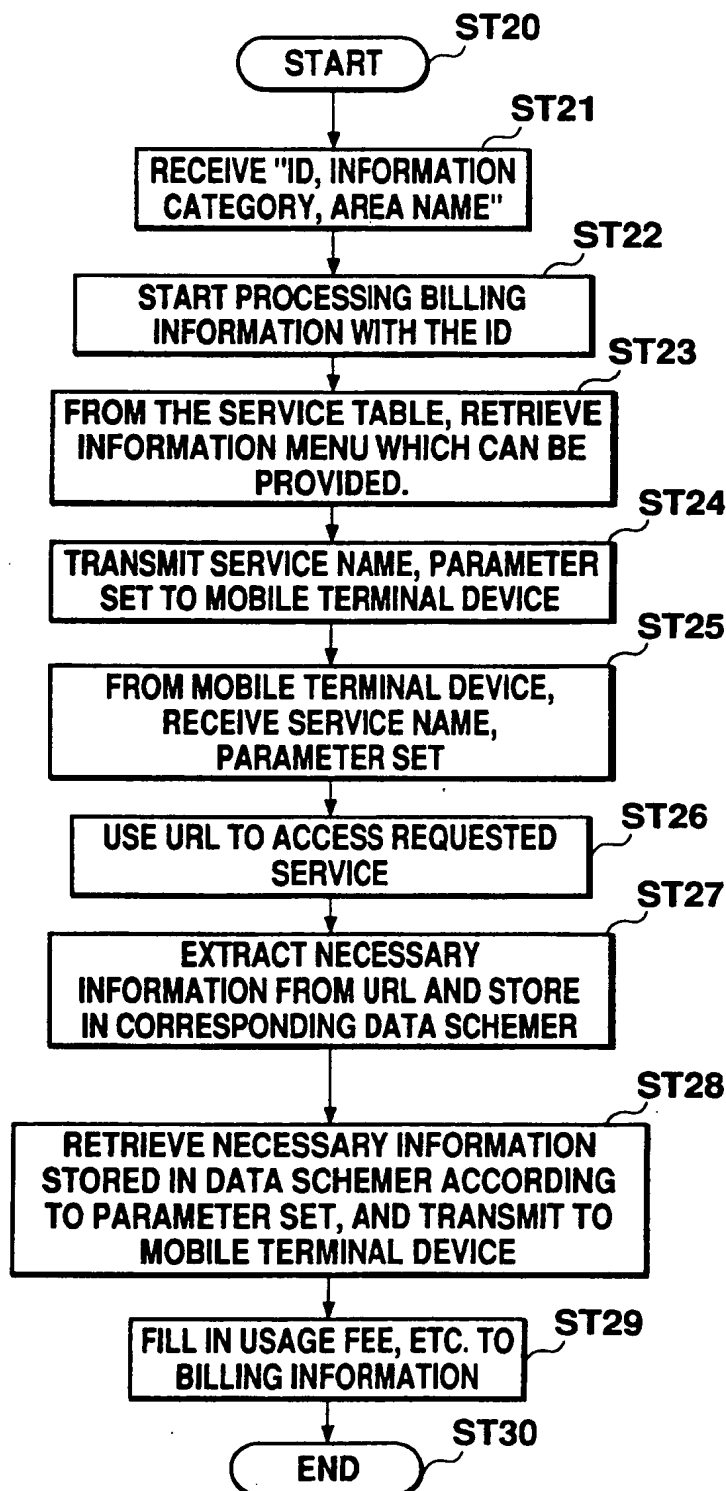 ST20
START
ST21
RECEIVE "ID, INFORMATION
CATEGORY, AREA NAME"
ST22
START PROCESSING BILLING
INFORMATION WITH THE ID
ST23
FROM THE SERVICE TABLE, RETRIEVE
INFORMATION MENU WHICH CAN BE
PROVIDED.
ST24
TRANSMIT SERVICE NAME, PARAMETER
SET TO MOBILE TERMINAL DEVICE
ST25
FROM MOBILE TERMINAL DEVICE,
RECEIVE SERVICE NAME,
PARAMETER SET
ST26
USE URL TO ACCESS REQUESTED
SERVICE
ST27
EXTRACT NECESSARY
INFORMATION FROM URL AND STORE
IN CORRESPONDING DATA SCHEMER
ST28
RETRIEVE NECESSARY INFORMATION
STORED IN DATA SCHEMER ACCORDING
TO PARAMETER SET, AND TRANSMIT TO
MOBILE TERMINAL DEVICE
ST29
FILL IN USAGE FEE, ETC. TO
BILLING INFORMATION
ST30
END